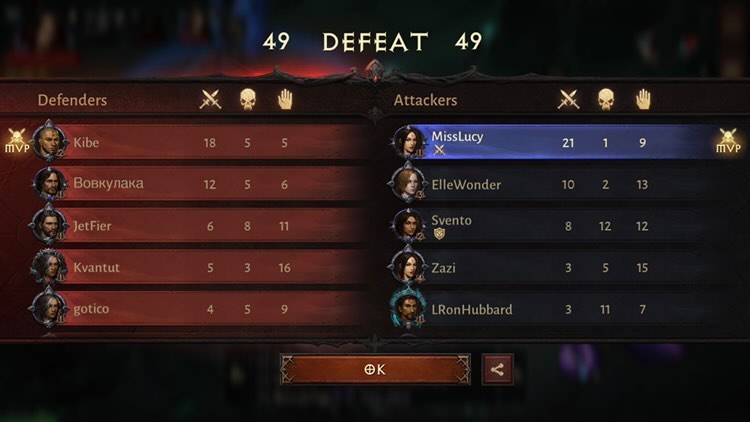 49 DEFEAT 49
Defenders
MVP Kibe 18 5 5
Вовкулака 12 5 6
JetFier 6 8 11
Kvantut 5 3 16
gotico 4 5 9
Attackers
MissLucy 21 1 9 MVP
ElleWonder 10 2 13
Svento 8 12 12
Zazi 3 5 15
LRonHubbard 3 11 7
OK